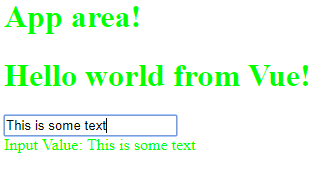 App area!
Hello world from Vue!
This is some text
Input Value: This is some text